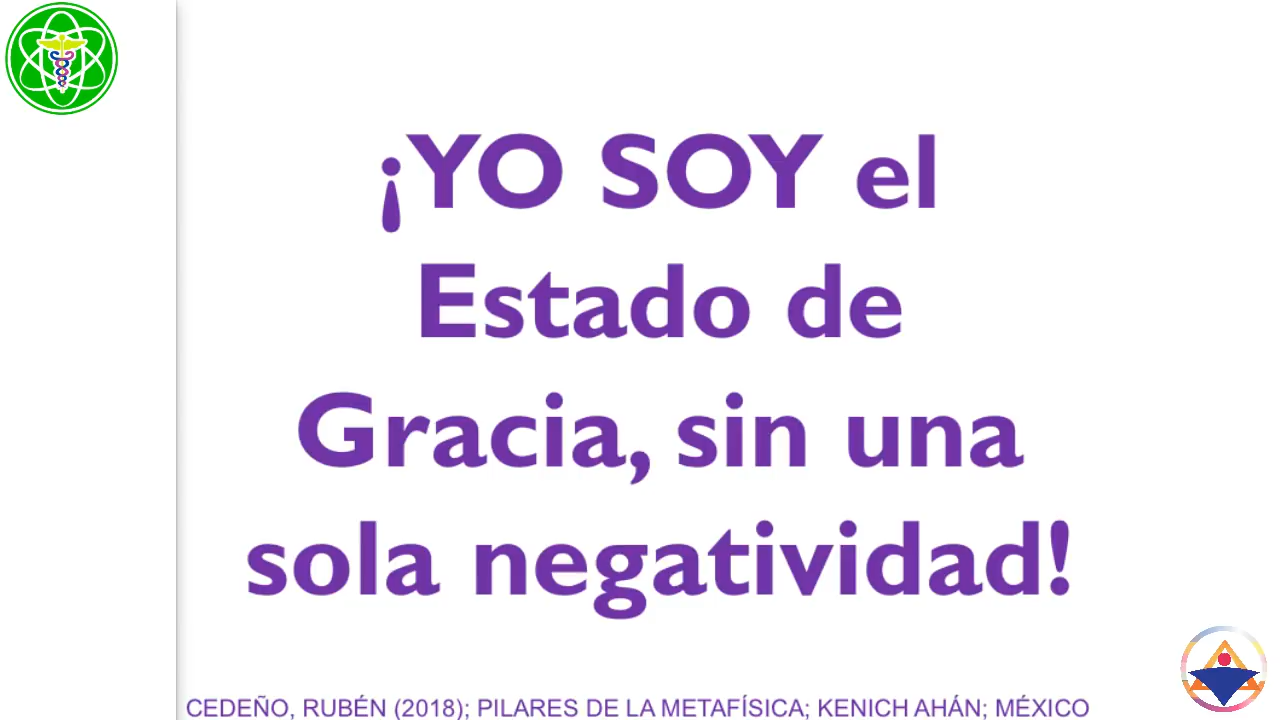 ¡YO SOY el
Estado de
Gracia, sin una
sola negatividad!
CEDEÑO, RUBÉN (2018); PILARES DE LA METAFÍSICA; KENICH AHÁN; MÉXICO